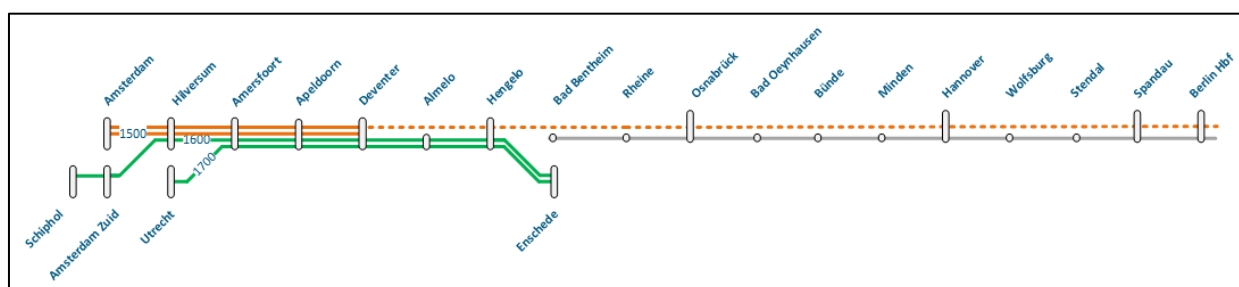 Amsterdam
Hilversum
Amersfoort
Apeldoorn
Deventer
Almelo
Hengelo
Bad Bentheim
Rheine
Osnabrück
Bad Oeynhausen
Bünde
Minden
Hannover
Wolfsburg
Stendal
Spandau
Berlin Hbf
1500
1600
1700
Schiphol
Amsterdam Zuid
Utrecht
Enschede